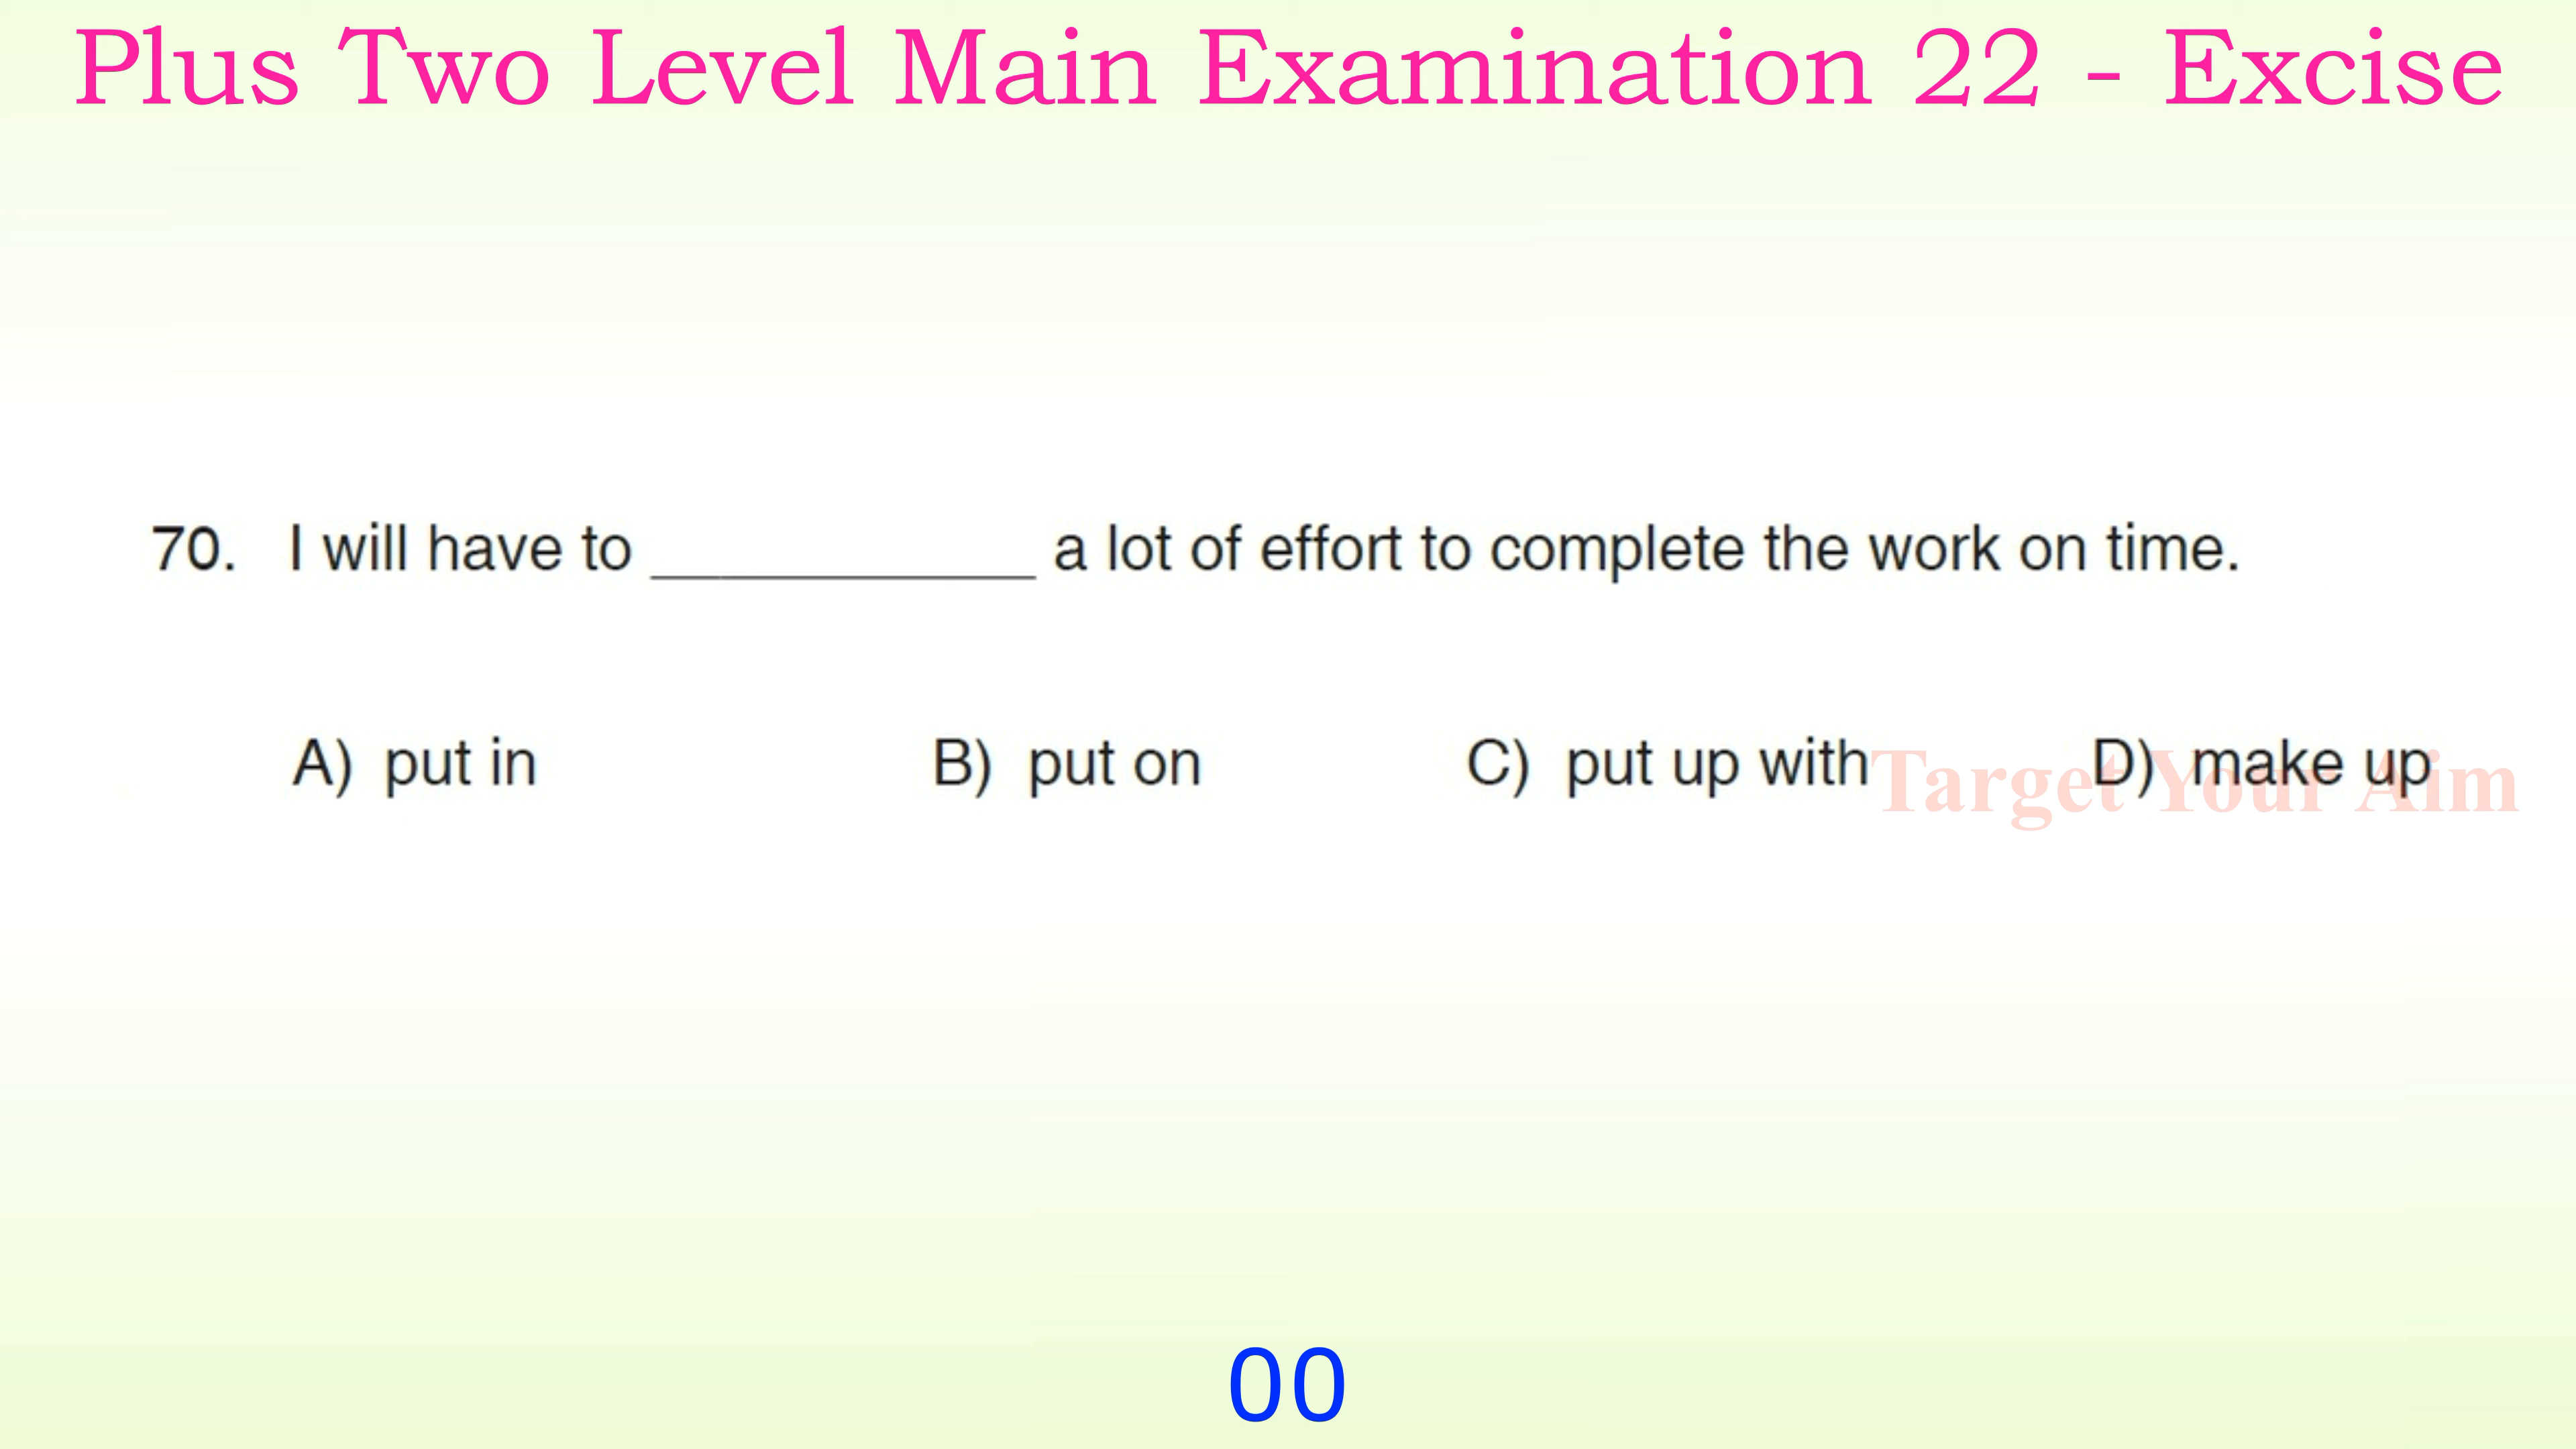 Plus Two Level Main Examination 22 - Excise
70. I will have to ____________ a lot of effort to complete the work on time.
A) put in B) put on C) put up with D) make up
Target Your Aim
00